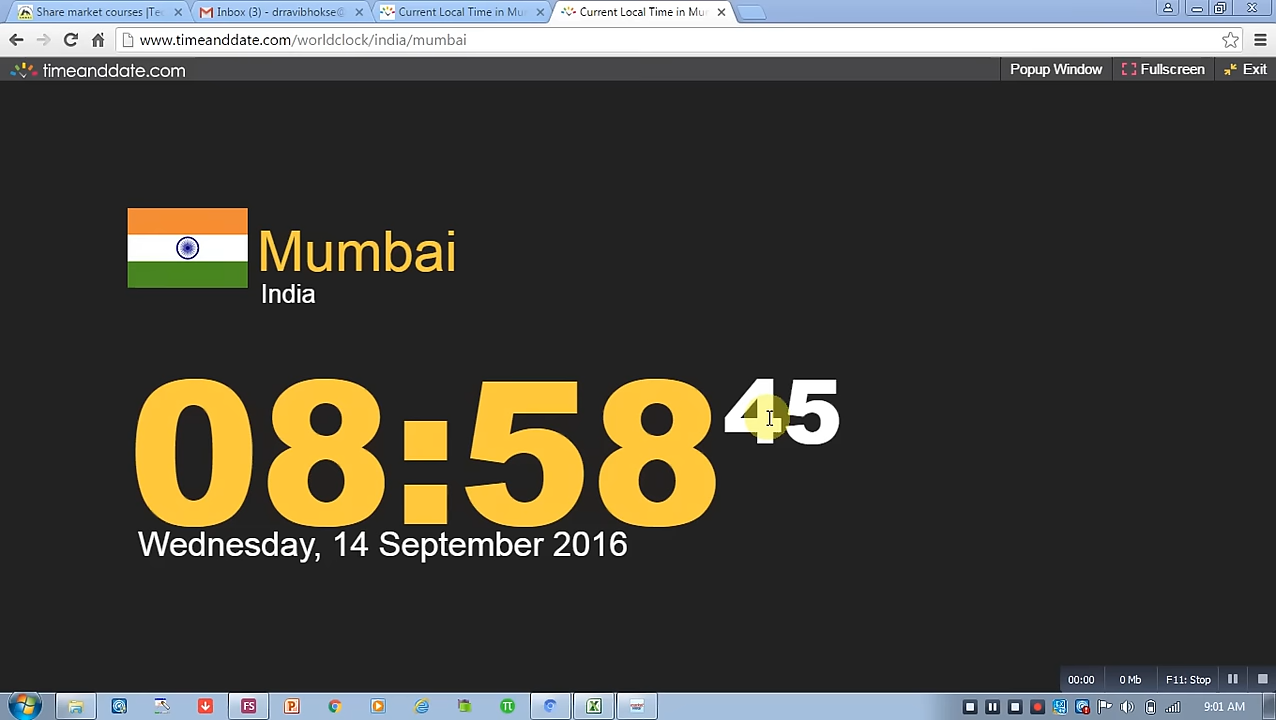 Share market courses |Te
Inbox (3) - drravibhokse@
Current Local Time in Mu
Current Local Time in Mu
www.timeanddate.com/worldclock/india/mumbai
timeanddate.com
Popup Window
Fullscreen
Exit
Mumbai
India
08:58 45
Wednesday, 14 September 2016
00:00
0 Mb
F11: Stop
FS
9:01 AM